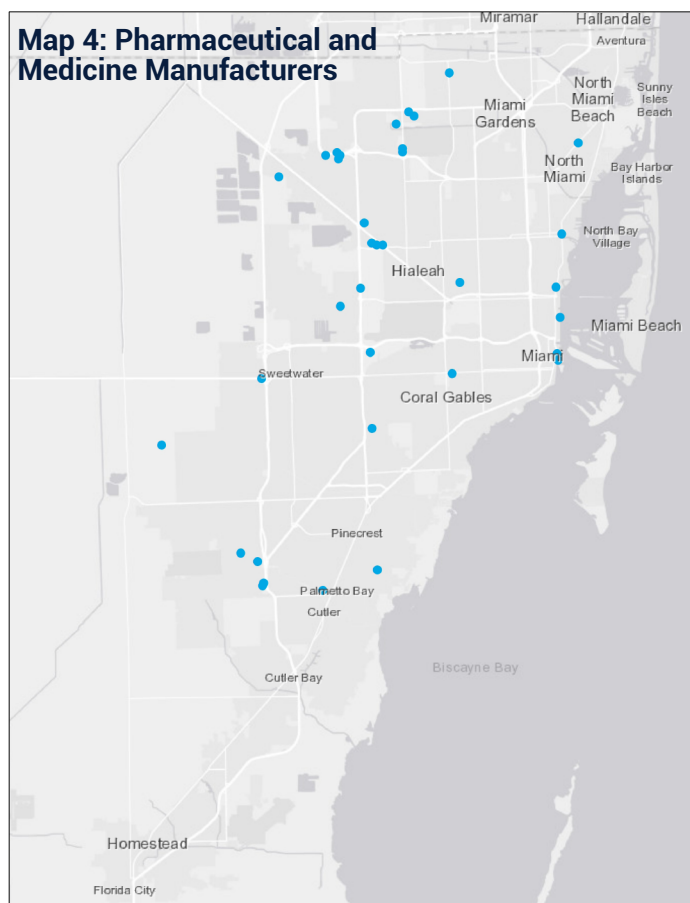 Map 4: Pharmaceutical and
Medicine Manufacturers
Miramar
Hallandale
Aventura
North
Miami
Beach
Sunny
Isles
Beach
Miami
Gardens
North
Miami
Bay Harbor
Islands
North Bay
Village
Hialeah
Miami Beach
Miami
Sweetwater
Coral Gables
Pinecrest
Palmetto Bay
Cutler
Biscayne Bay
Cutler Bay
Homestead
Florida City